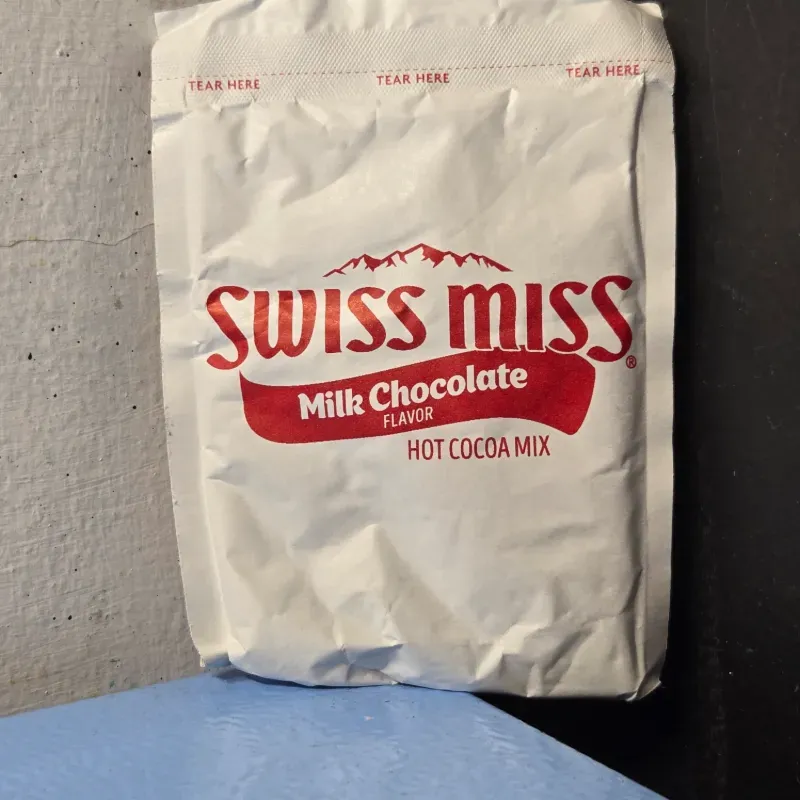 TEAR HERE TEAR HERE TEAR HERE
SWISS MISS®
Milk Chocolate
FLAVOR
HOT COCOA MIX